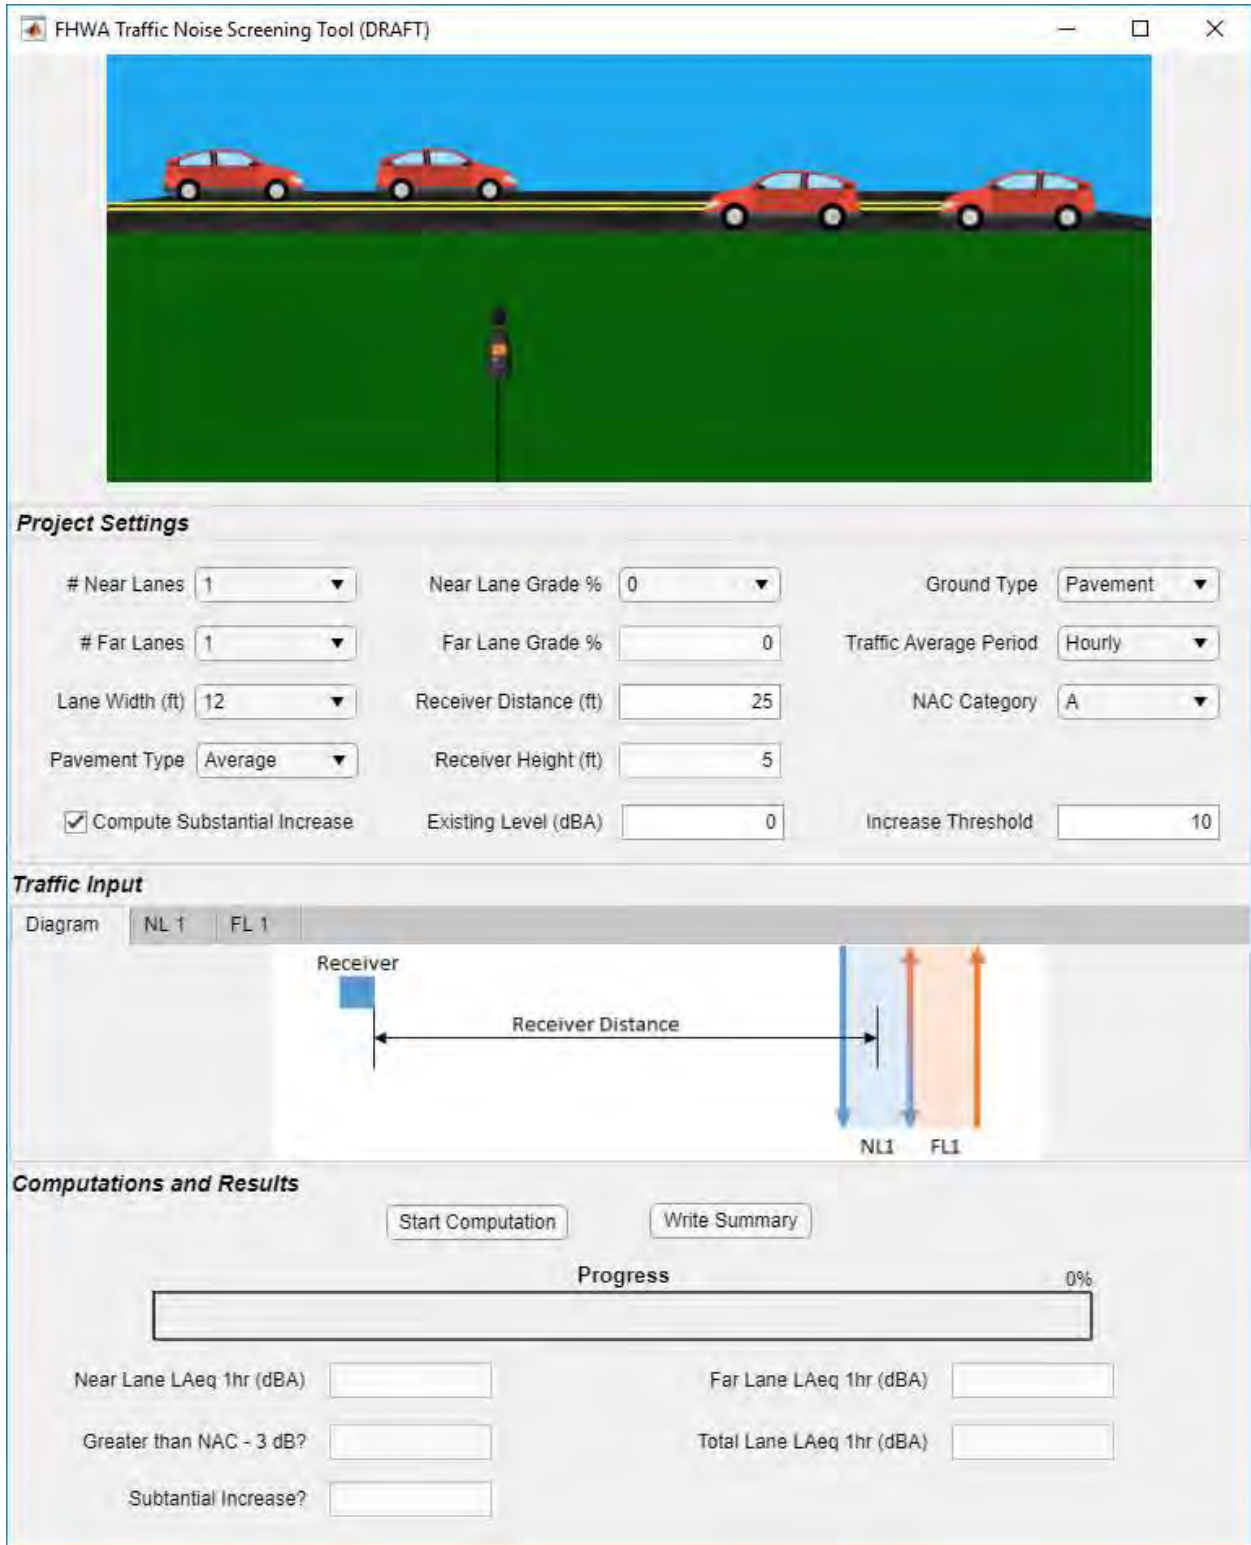 FHWA Traffic Noise Screening Tool (DRAFT)
Project Settings
# Near Lanes 1 Near Lane Grade % 0 Ground Type Pavement
# Far Lanes 1 Far Lane Grade % 0 Traffic Average Period Hourly
Lane Width (ft) 12 Receiver Distance (ft) 25 NAC Category A
Pavement Type Average Receiver Height (ft) 5
Compute Substantial Increase Existing Level (dBA) 0 Increase Threshold 10
Traffic Input
Diagram NL 1 FL 1
Receiver
Receiver Distance
NL1 FL1
Computations and Results
Start Computation Write Summary
Progress 0%
Near Lane LAeq 1hr (dBA) Far Lane LAeq 1hr (dBA)
Greater than NAC - 3 dB? Total Lane LAeq 1hr (dBA)
Subtantial Increase?